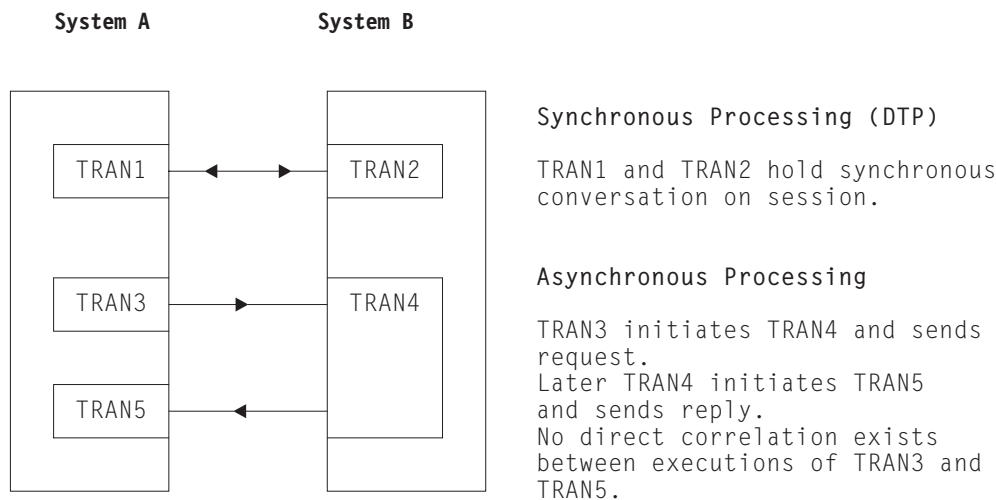 System A
System B
TRAN1
TRAN2
TRAN3
TRAN4
TRAN5
Synchronous Processing (DTP)
TRAN1 and TRAN2 hold synchronous
conversation on session.
Asynchronous Processing
TRAN3 initiates TRAN4 and sends
request.
Later TRAN4 initiates TRAN5
and sends reply.
No direct correlation exists
between executions of TRAN3 and
TRAN5.